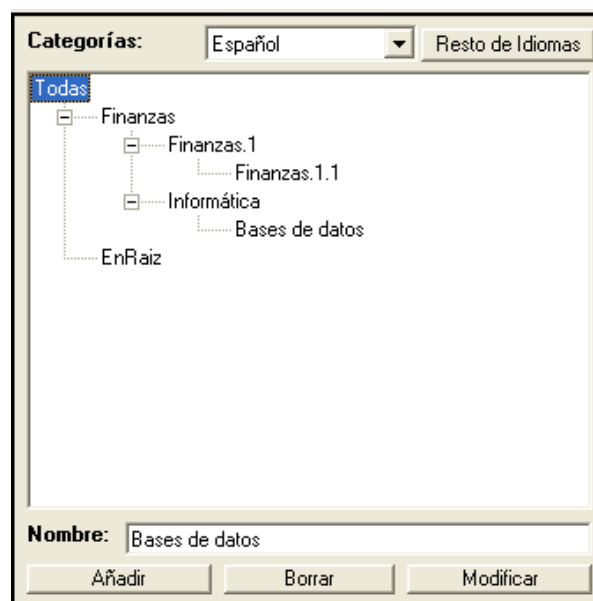 Categorías: Español Resto de Idiomas
Todas
Finanzas
Finanzas.1
Finanzas.1.1
Informática
Bases de datos
EnRaiz
Nombre: Bases de datos
Añadir Borrar Modificar